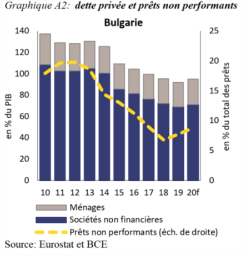 Graphique A2: dette privée et prêts non performants
Bulgarie
en % du PIB
140
120
100
80
60
40
20
0
en % du total des prêts
25
20
15
10
5
0
10 11 12 13 14 15 16 17 18 19 20f
Ménages
Sociétés non financières
Prêts non performants (éch. de droite)
Source: Eurostat et BCE